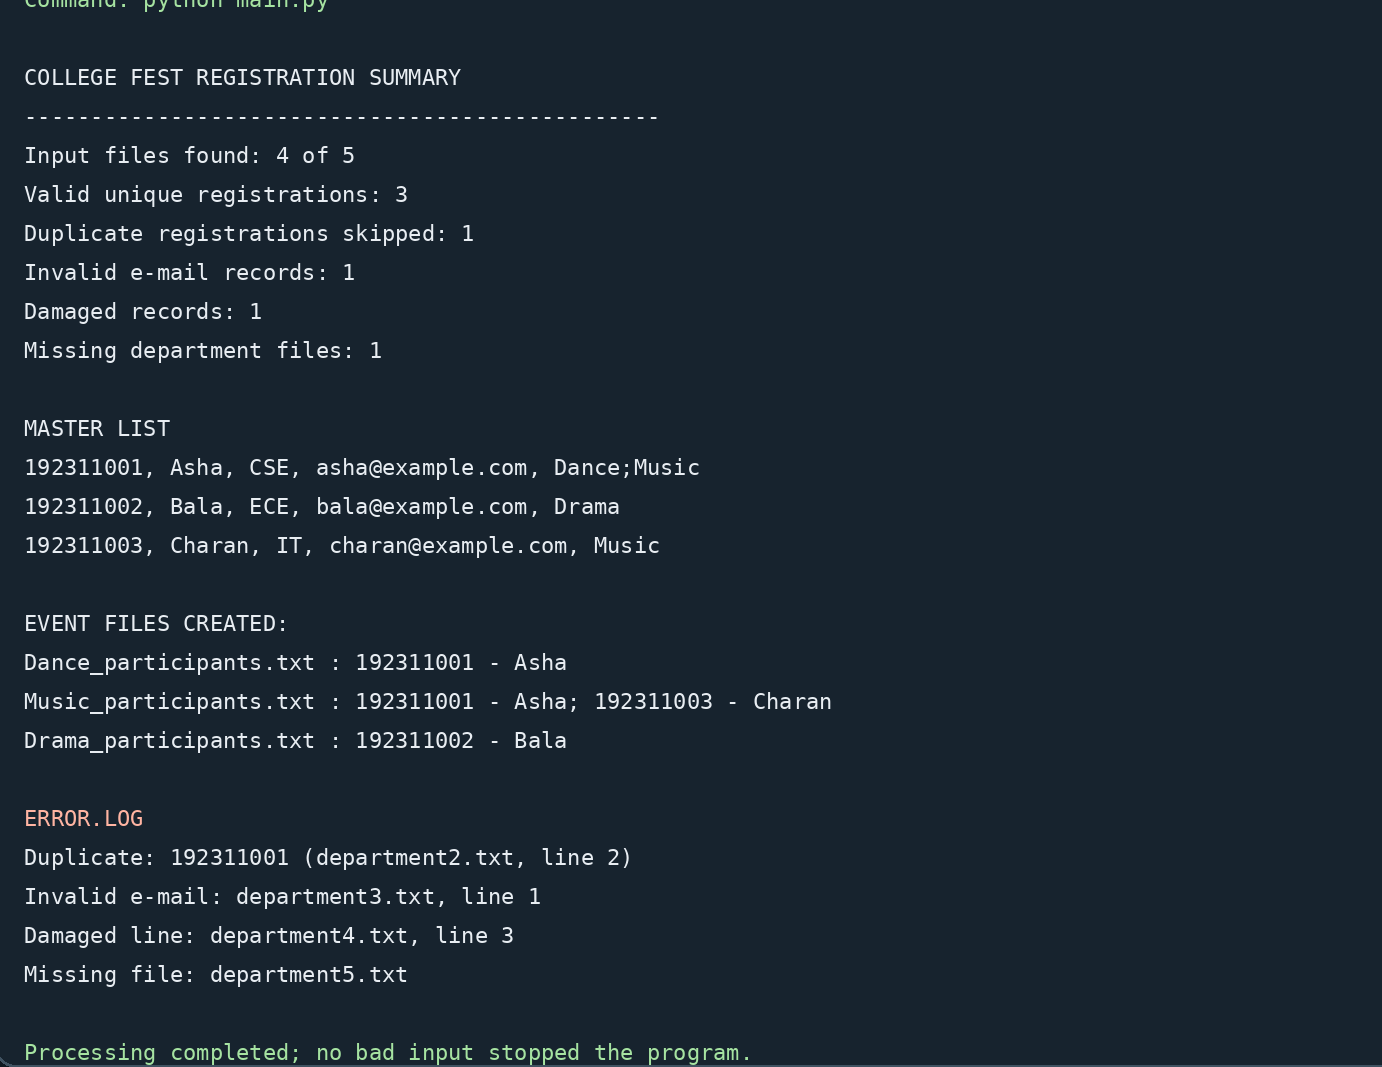 Command: python main.py
COLLEGE FEST REGISTRATION SUMMARY
------------------------------------------------
Input files found: 4 of 5
Valid unique registrations: 3
Duplicate registrations skipped: 1
Invalid e-mail records: 1
Damaged records: 1
Missing department files: 1
MASTER LIST
192311001, Asha, CSE, asha@example.com, Dance;Music
192311002, Bala, ECE, bala@example.com, Drama
192311003, Charan, IT, charan@example.com, Music
EVENT FILES CREATED:
Dance_participants.txt : 192311001 - Asha
Music_participants.txt : 192311001 - Asha; 192311003 - Charan
Drama_participants.txt : 192311002 - Bala
ERROR.LOG
Duplicate: 192311001 (department2.txt, line 2)
Invalid e-mail: department3.txt, line 1
Damaged line: department4.txt, line 3
Missing file: department5.txt
Processing completed; no bad input stopped the program.